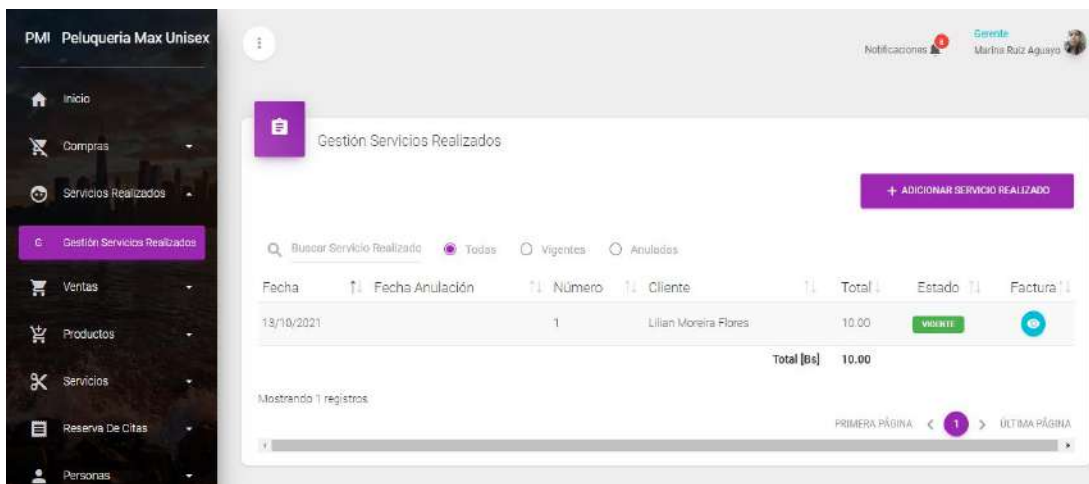 PMI Peluqueria Max Unisex
Inicio
Compras
Servicios Realizados
G Gestión Servicios Realizados
Ventas
Productos
Servicios
Reserva De Citas
Personas
Notificaciones
Gerente
Marina Ruiz Aguayo
Gestión Servicios Realizados
+ ADICIONAR SERVICIO REALIZADO
Buscar Servicio Realizado Todas Vigentes Anulados
Fecha Fecha Anulación Número Cliente Total Estado Factura
13/10/2021 1 Lilian Moreira Flores 10.00 VIGENTE
Total [Bs] 10.00
Mostrando 1 registros
PRIMERA PÁGINA 1 ÚLTIMA PÁGINA